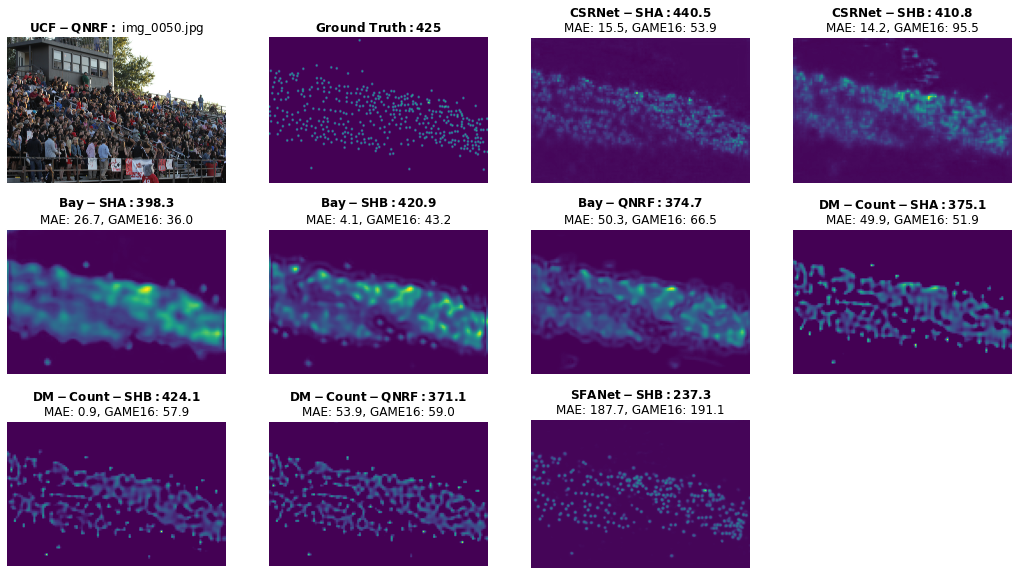 UCF − QNRF : img_0050.jpg
Ground Truth : 425
CSRNet − SHA : 440.5
MAE: 15.5, GAME16: 53.9
CSRNet − SHB : 410.8
MAE: 14.2, GAME16: 95.5
Bay − SHA : 398.3
MAE: 26.7, GAME16: 36.0
Bay − SHB : 420.9
MAE: 4.1, GAME16: 43.2
Bay − QNRF : 374.7
MAE: 50.3, GAME16: 66.5
DM − Count − SHA : 375.1
MAE: 49.9, GAME16: 51.9
DM − Count − SHB : 424.1
MAE: 0.9, GAME16: 57.9
DM − Count − QNRF : 371.1
MAE: 53.9, GAME16: 59.0
SFANet − SHB : 237.3
MAE: 187.7, GAME16: 191.1